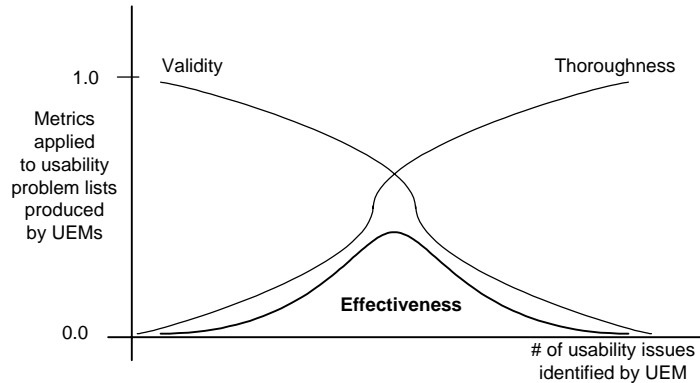 Validity
Thoroughness
1.0
Metrics
applied
to usability
problem lists
produced
by UEMs
Effectiveness
0.0
# of usability issues
identified by UEM